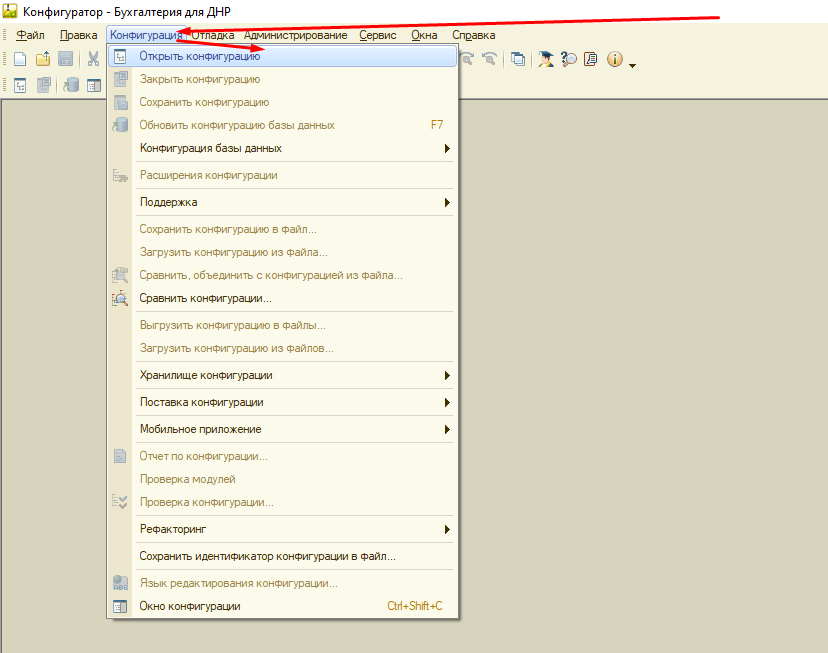 Конфигуратор - Бухгалтерия для ДНР
Файл Правка Конфигурация Отладка Администрирование Сервис Окна Справка
Открыть конфигурацию
Закрыть конфигурацию
Сохранить конфигурацию
Обновить конфигурацию базы данных F7
Конфигурация базы данных
Расширения конфигурации
Поддержка
Сохранить конфигурацию в файл...
Загрузить конфигурацию из файла...
Сравнить, объединить с конфигурацией из файла...
Сравнить конфигурации...
Выгрузить конфигурацию в файлы...
Загрузить конфигурацию из файлов...
Хранилище конфигурации
Поставка конфигурации
Мобильное приложение
Отчет по конфигурации...
Проверка модулей
Проверка конфигурации...
Рефакторинг
Сохранить идентификатор конфигурации в файл...
Язык редактирования конфигурации...
Окно конфигурации Ctrl+Shift+C